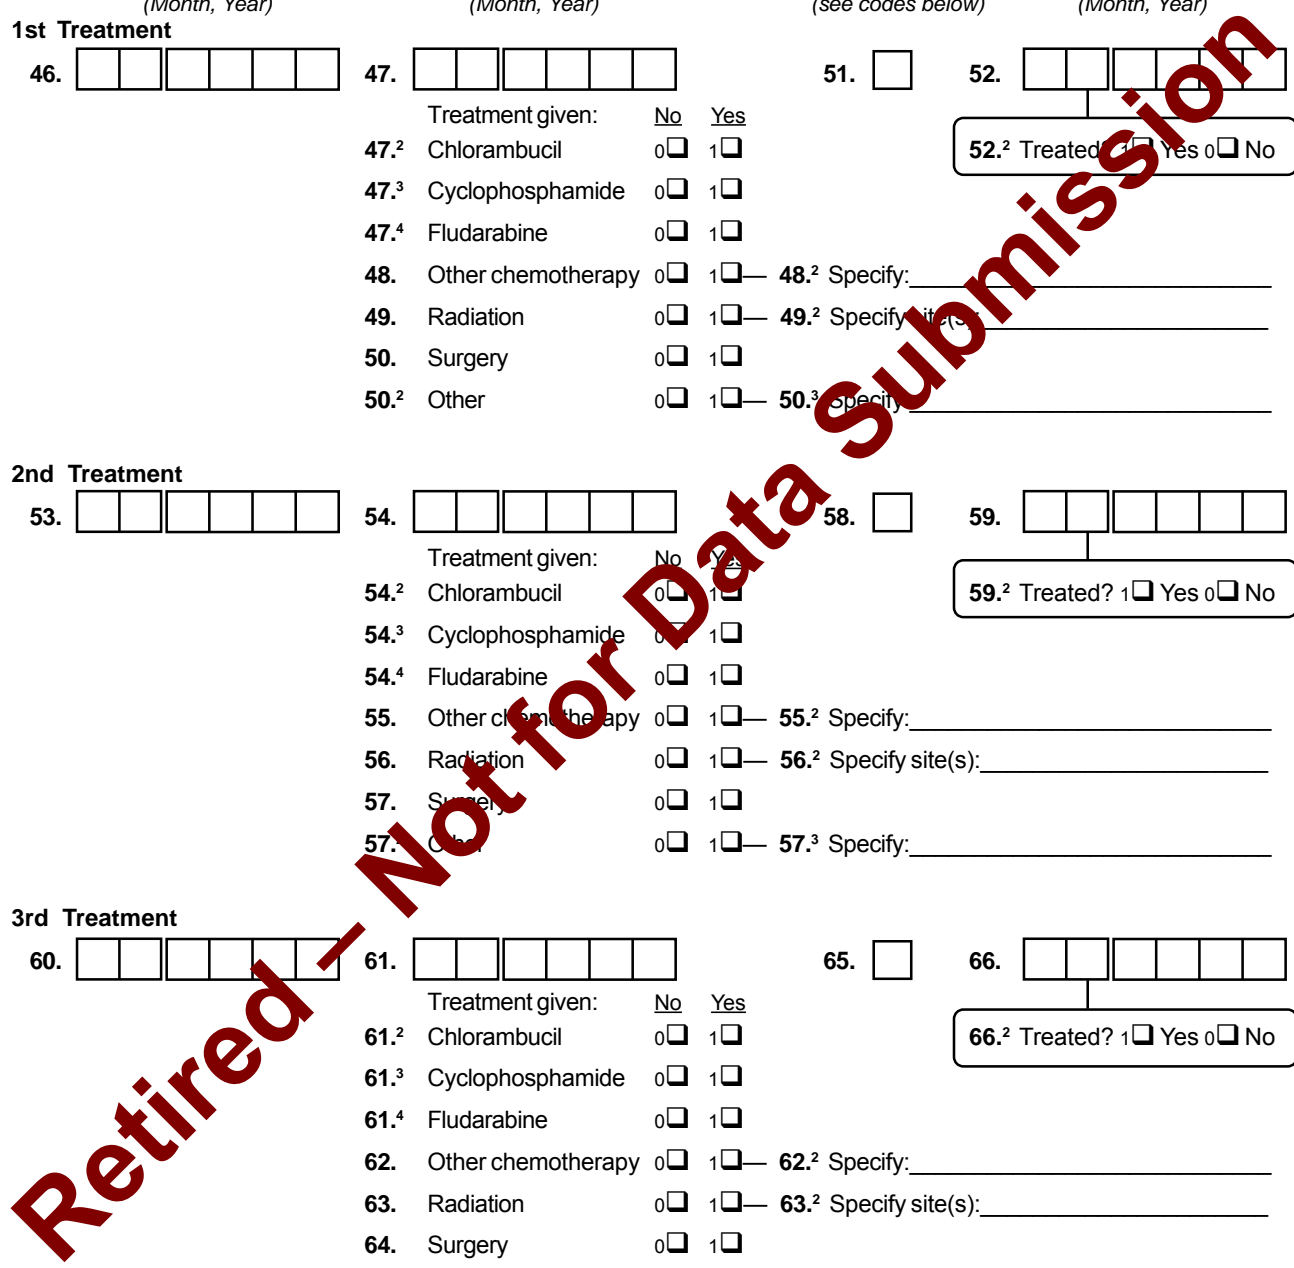 (Month, Year) (Month, Year) (see codes below) (Month, Year)
1st Treatment
46. 47. 51. 52.
Treatment given: No Yes
47.² Chlorambucil 0❑ 1❑ 52.² Treated? 1❑ Yes 0❑ No
47.³ Cyclophosphamide 0❑ 1❑
47.⁴ Fludarabine 0❑ 1❑
48. Other chemotherapy 0❑ 1❑— 48.² Specify:
49. Radiation 0❑ 1❑— 49.² Specify site(s):
50. Surgery 0❑ 1❑
50.² Other 0❑ 1❑— 50.³ Specify:
2nd Treatment
53. 54. 58. 59.
Treatment given: No Yes
54.² Chlorambucil 0❑ 1❑ 59.² Treated? 1❑ Yes 0❑ No
54.³ Cyclophosphamide 0❑ 1❑
54.⁴ Fludarabine 0❑ 1❑
55. Other chemotherapy 0❑ 1❑— 55.² Specify:
56. Radiation 0❑ 1❑— 56.² Specify site(s):
57. Surgery 0❑ 1❑
57.² Other 0❑ 1❑— 57.³ Specify:
3rd Treatment
60. 61. 65. 66.
Treatment given: No Yes
61.² Chlorambucil 0❑ 1❑ 66.² Treated? 1❑ Yes 0❑ No
61.³ Cyclophosphamide 0❑ 1❑
61.⁴ Fludarabine 0❑ 1❑
62. Other chemotherapy 0❑ 1❑— 62.² Specify:
63. Radiation 0❑ 1❑— 63.² Specify site(s):
64. Surgery 0❑ 1❑
Retired – Not for Data Submission